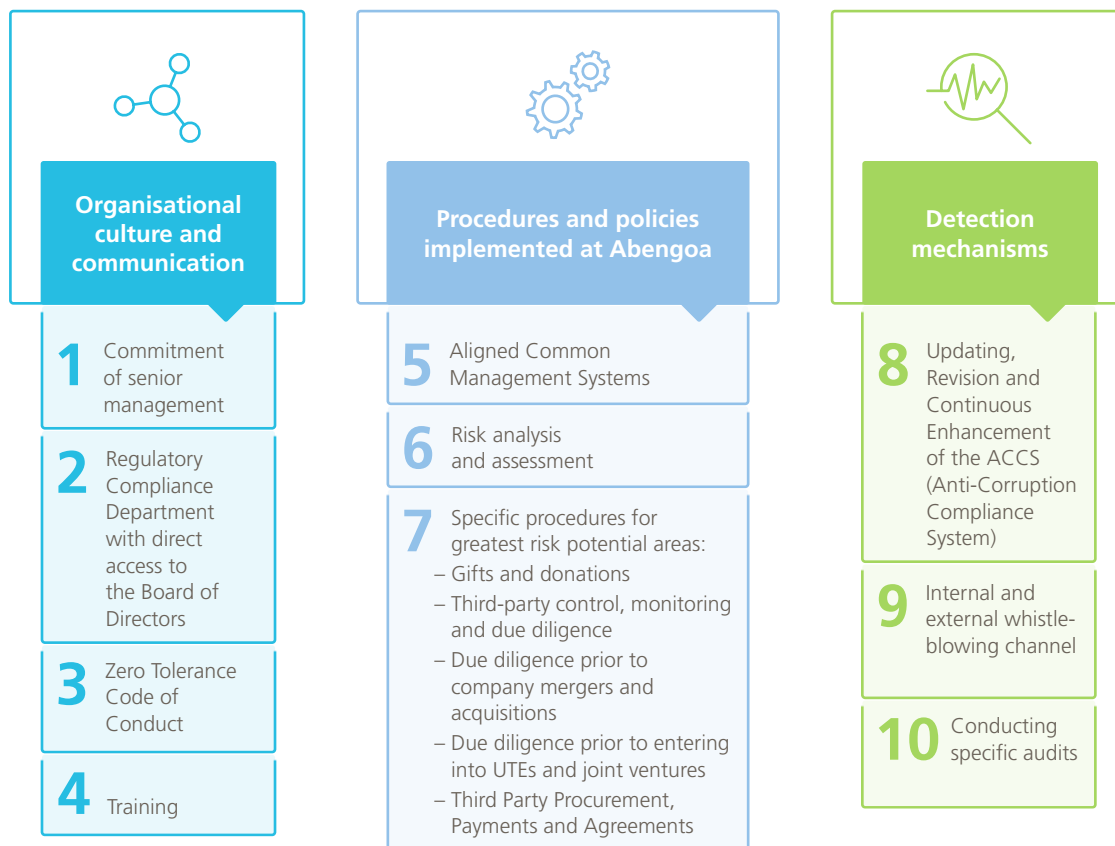 Organisational
culture and
communication
1
Commitment
of senior
management
2
Regulatory
Compliance
Department
with direct
access to
the Board of
Directors
3
Zero Tolerance
Code of
Conduct
4
Training
Procedures and policies
implemented at Abengoa
5
Aligned Common
Management Systems
6
Risk analysis
and assessment
7
Specific procedures for
greatest risk potential areas:
– Gifts and donations
– Third-party control, monitoring
and due diligence
– Due diligence prior to
company mergers and
acquisitions
– Due diligence prior to entering
into UTEs and joint ventures
– Third Party Procurement,
Payments and Agreements
Detection
mechanisms
8
Updating,
Revision and
Continuous
Enhancement
of the ACCS
(Anti-Corruption
Compliance
System)
9
Internal and
external whistle-
blowing channel
10
Conducting
specific audits